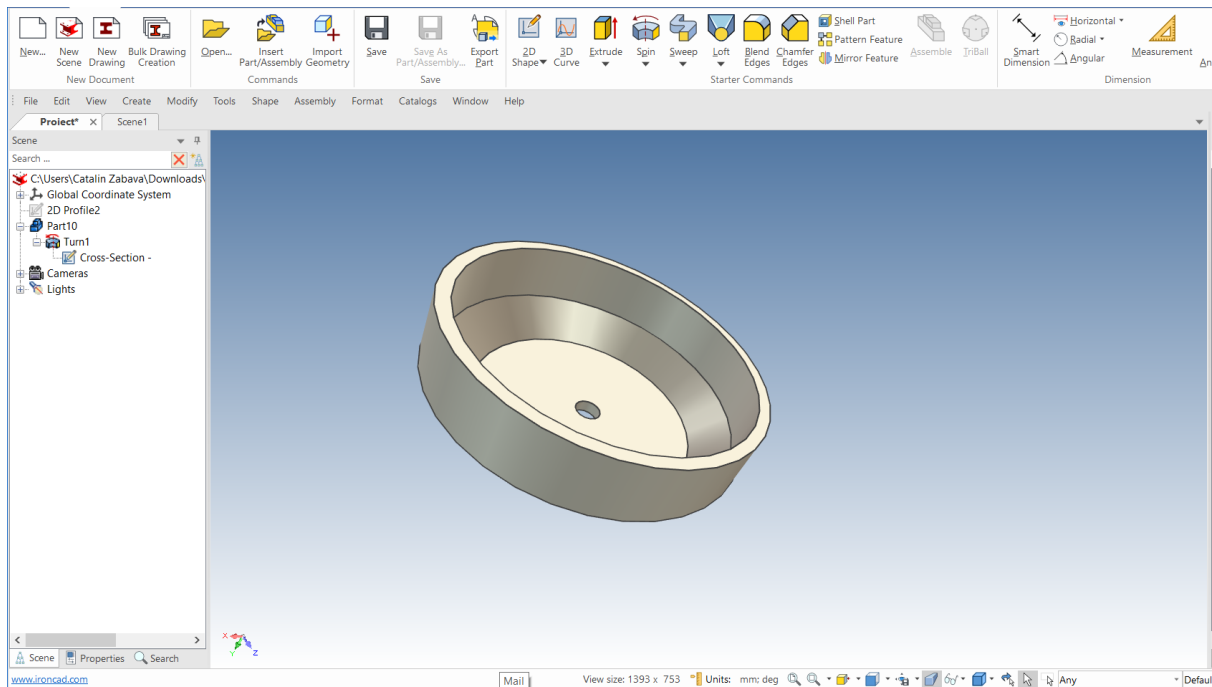 New... New Scene New Drawing Bulk Drawing Creation Open... Insert Part/Assembly Import Geometry Save Save As Part/Assembly... Export Part 2D Shape 3D Curve Extrude Spin Sweep Loft Blend Edges Chamfer Edges Shell Part Pattern Feature Mirror Feature Assemble TriBall Smart Dimension Horizontal Radial Angular Measurement
New Document Commands Save Starter Commands Dimension
File Edit View Create Modify Tools Shape Assembly Format Catalogs Window Help
Project* Scene1
Scene
Search ...
C:\Users\Catalin Zabava\Downloads\
Global Coordinate System
2D Profile2
Part10
Turn1
Cross-Section -
Cameras
Lights
X Y Z
Scene Properties Search
www.ironcad.com Mail View size: 1393 x 753 Units: mm; deg Any Defaul